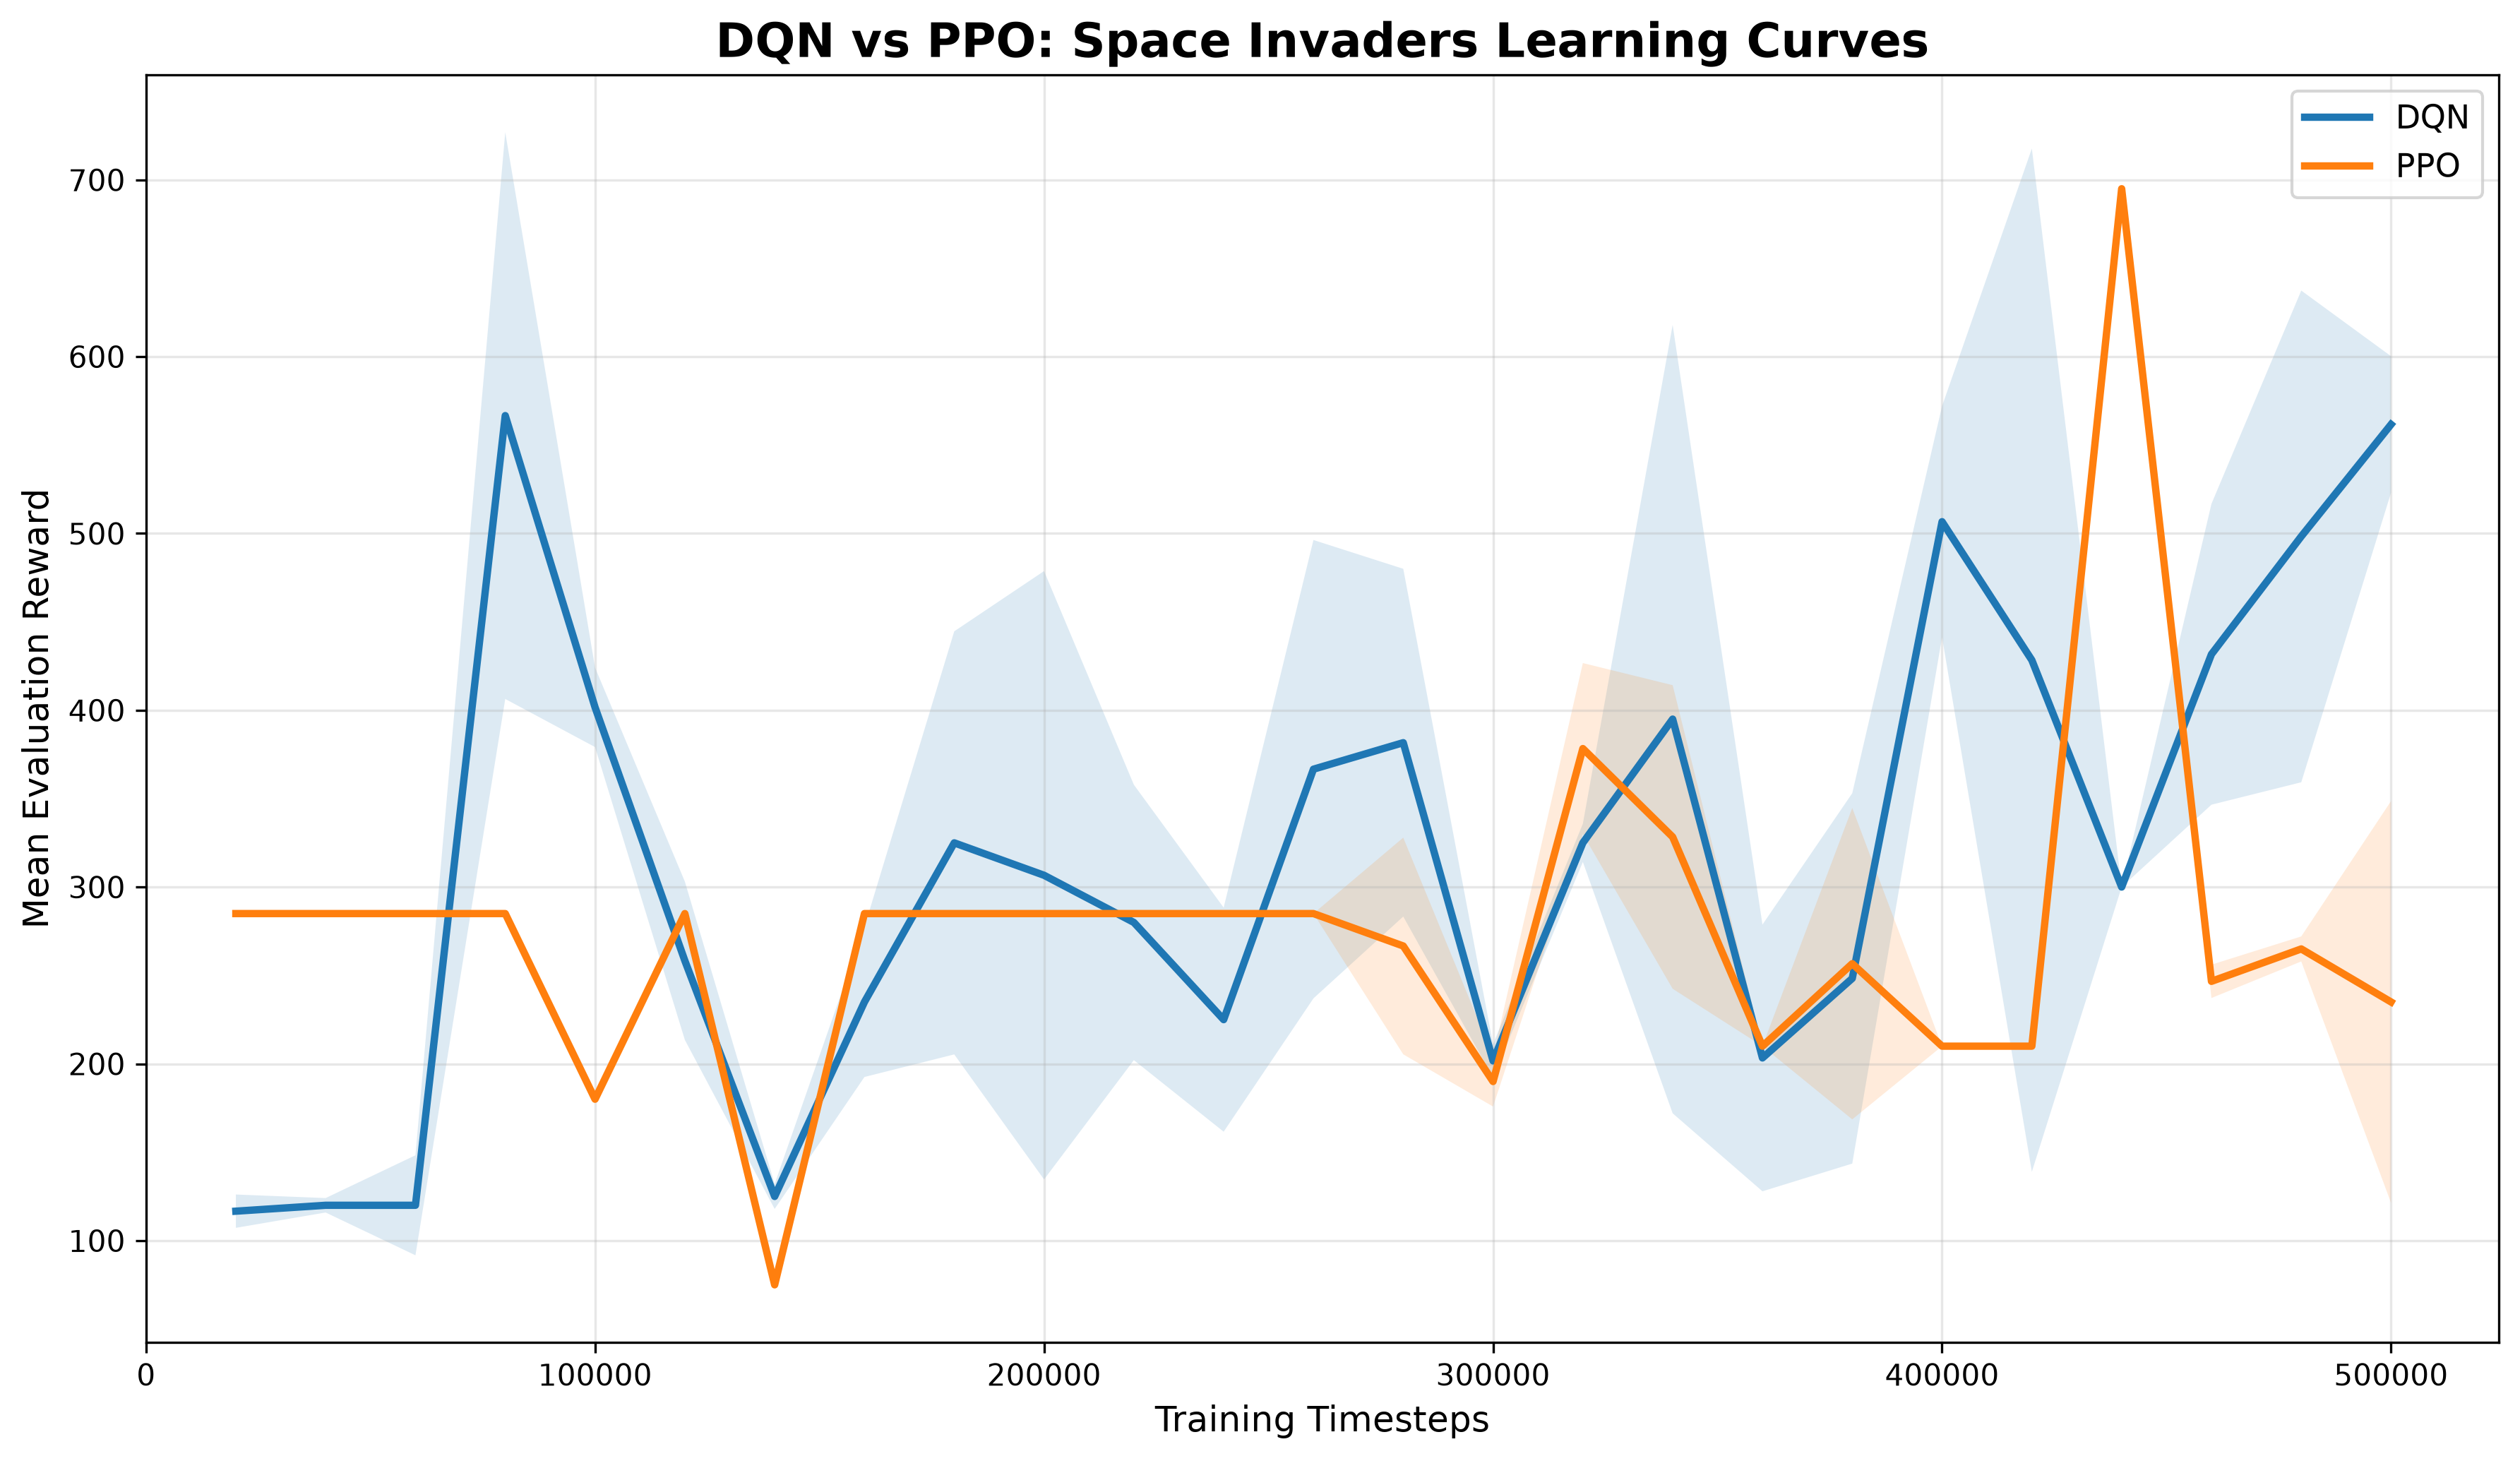 DQN vs PPO: Space Invaders Learning Curves
DQN
PPO
Mean Evaluation Reward
700
600
500
400
300
200
100
0
100000
200000
300000
400000
500000
Training Timesteps